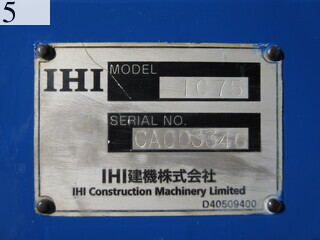 5
IHI MODEL IC75
SERIAL NO.
IHI建機株式会社
IHI Construction Machinery Limited
D40509400